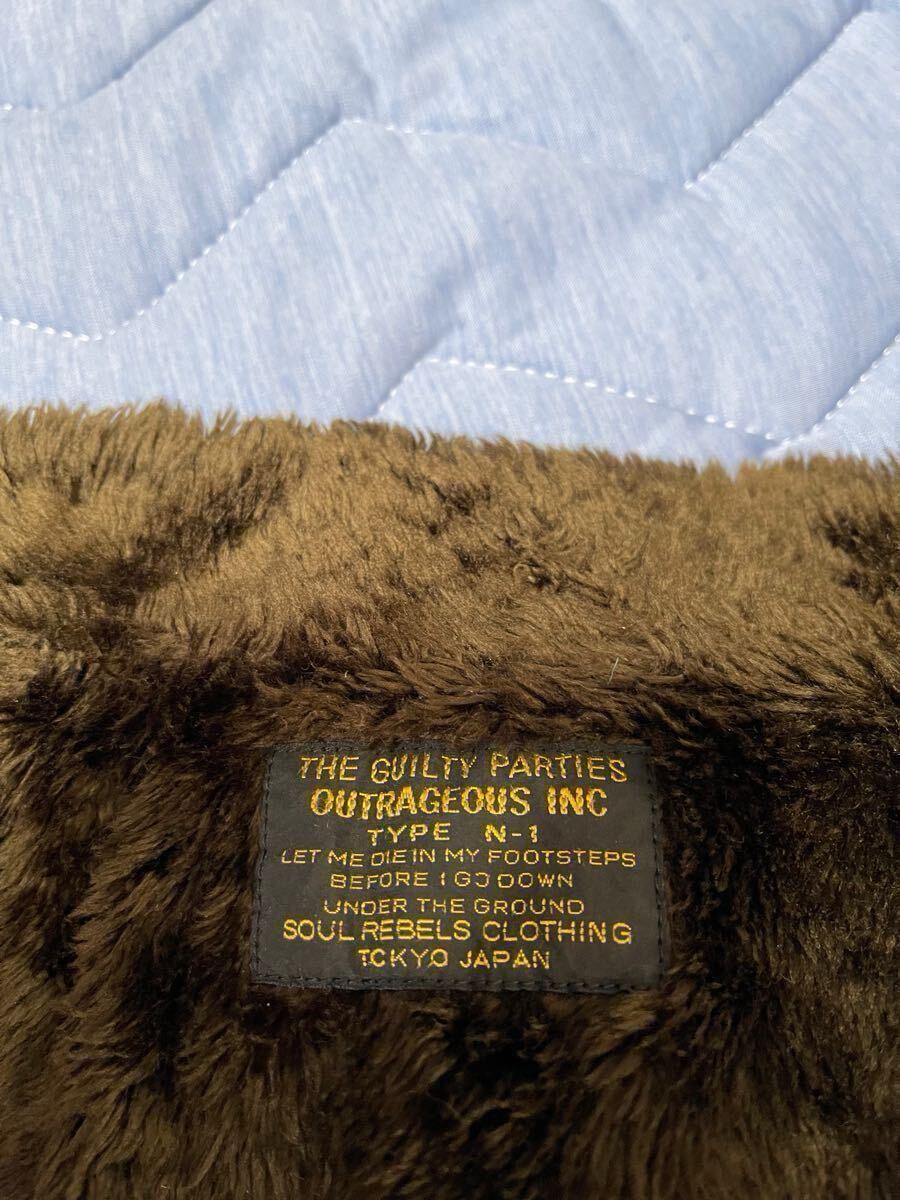 THE GUILTY PARTIES
OUTRAGEOUS INC
TYPE N-1
LET ME DIE IN MY FOOTSTEPS
BEFORE I GO DOWN
UNDER THE GROUND
SOUL REBELS CLOTHING
TOKYO JAPAN